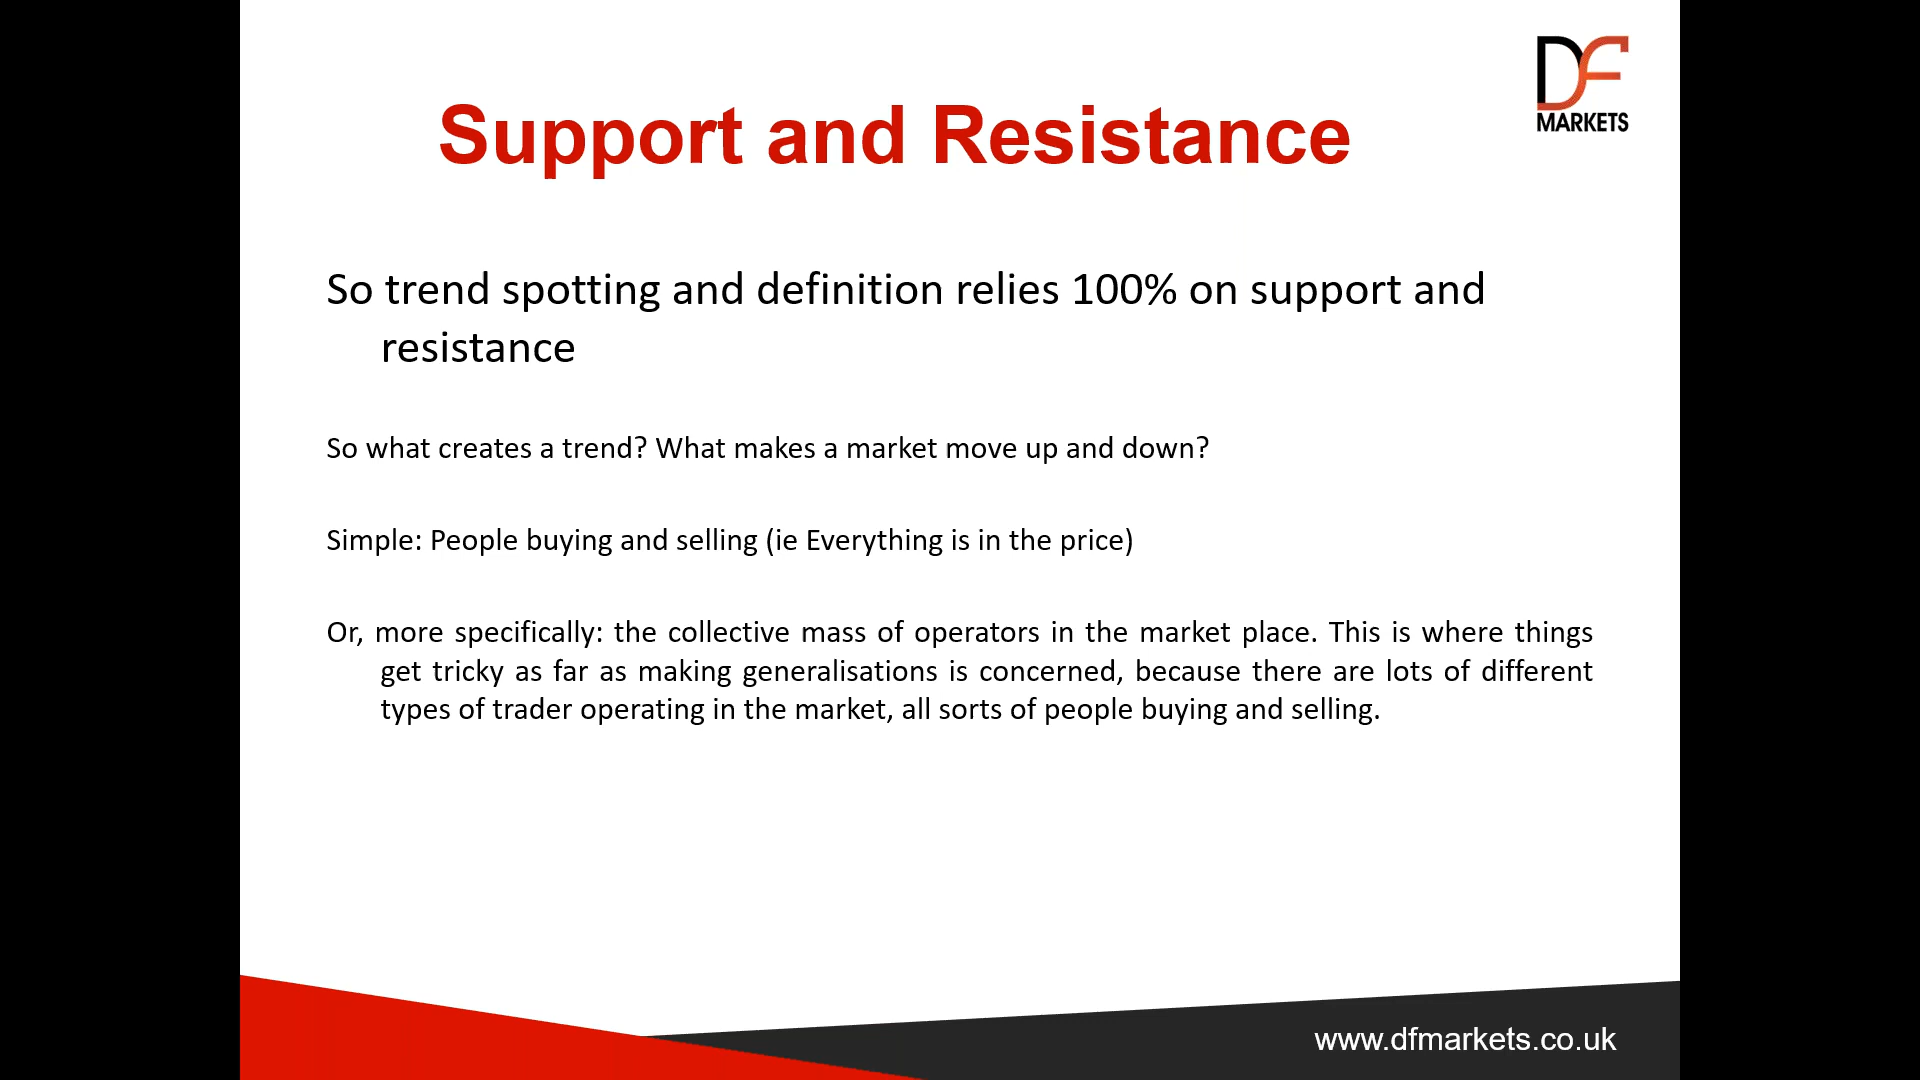 DF
MARKETS
Support and Resistance
So trend spotting and definition relies 100% on support and
resistance
So what creates a trend? What makes a market move up and down?
Simple: People buying and selling (ie Everything is in the price)
Or, more specifically: the collective mass of operators in the market place. This is where things
get tricky as far as making generalisations is concerned, because there are lots of different
types of trader operating in the market, all sorts of people buying and selling.
www.dfmarkets.co.uk